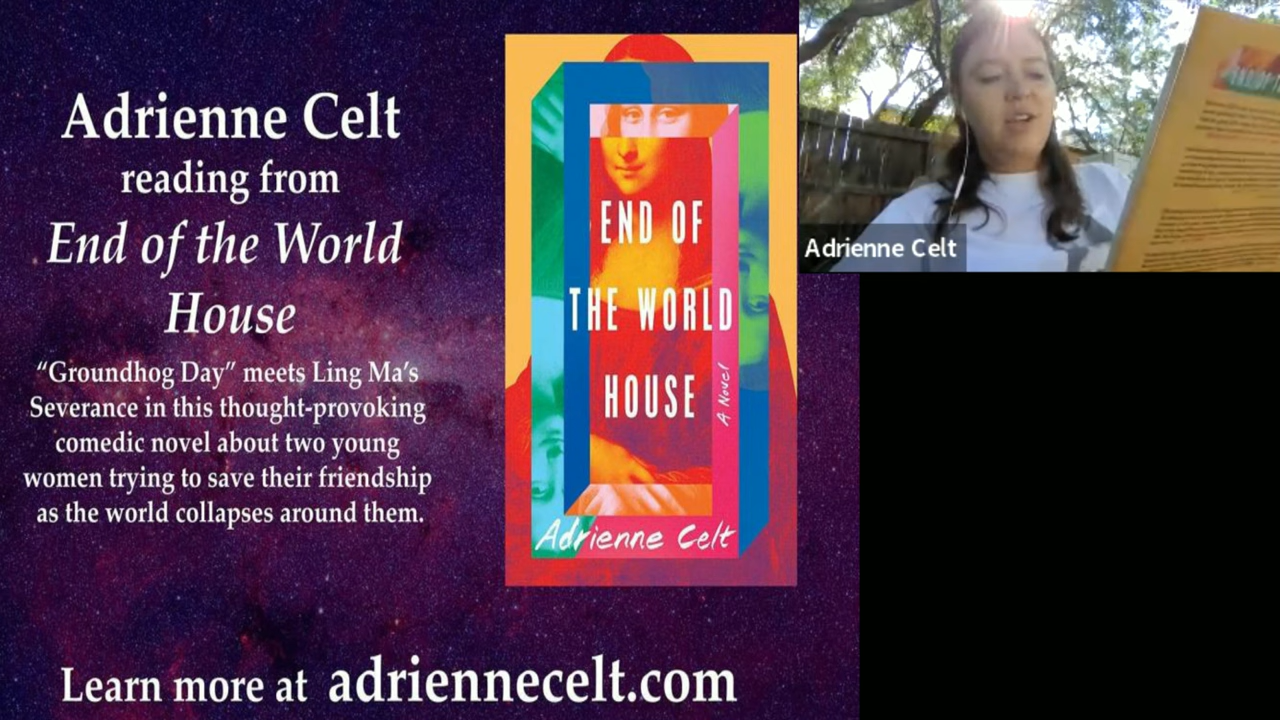 Adrienne Celt
reading from
End of the World
House
“Groundhog Day” meets Ling Ma’s
Severance in this thought-provoking
comedic novel about two young
women trying to save their friendship
as the world collapses around them.
Learn more at adriennecelt.com
END OF
THE WORLD
HOUSE
A Novel
Adrienne Celt
Adrienne Celt